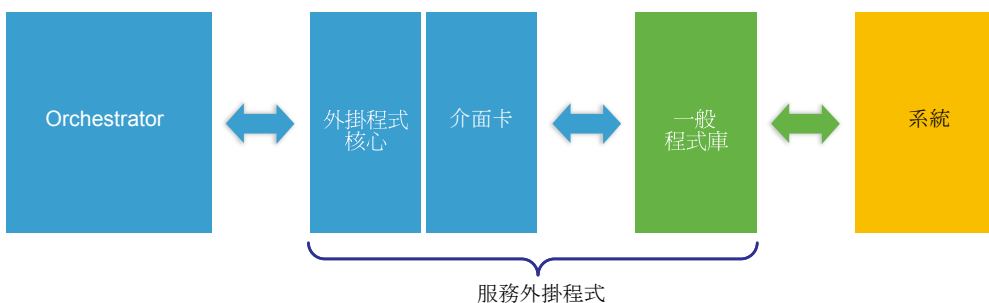 Orchestrator
外掛程式
核心
介面卡
一般
程式庫
系統
服務外掛程式